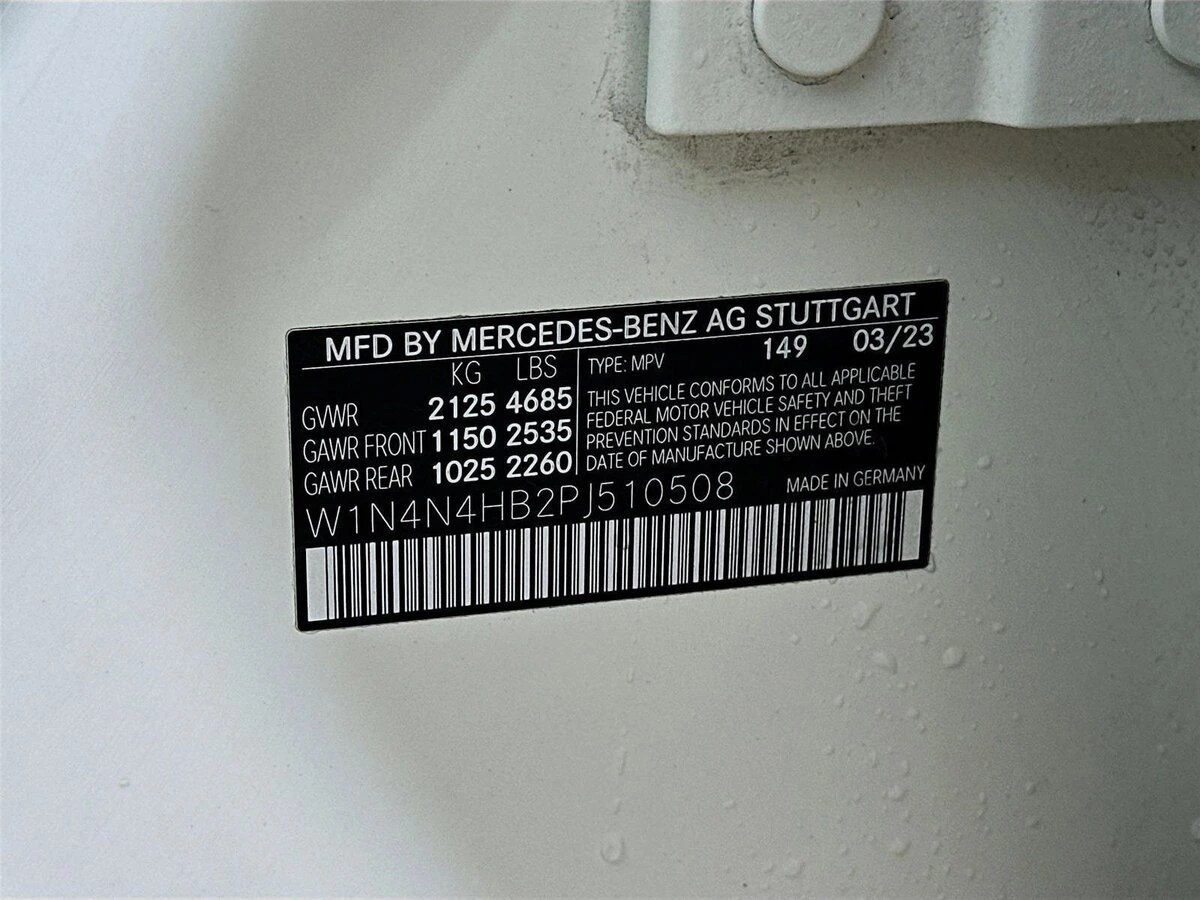 MFD BY MERCEDES-BENZ AG STUTTGART
KG LBS
GVWR 2125 4685
GAWR FRONT 1150 2535
GAWR REAR 1025 2260
TYPE: MPV 149 03/23
THIS VEHICLE CONFORMS TO ALL APPLICABLE
FEDERAL MOTOR VEHICLE SAFETY AND THEFT
PREVENTION STANDARDS IN EFFECT ON THE
DATE OF MANUFACTURE SHOWN ABOVE.
W1N4N4HB2PJ510508 MADE IN GERMANY